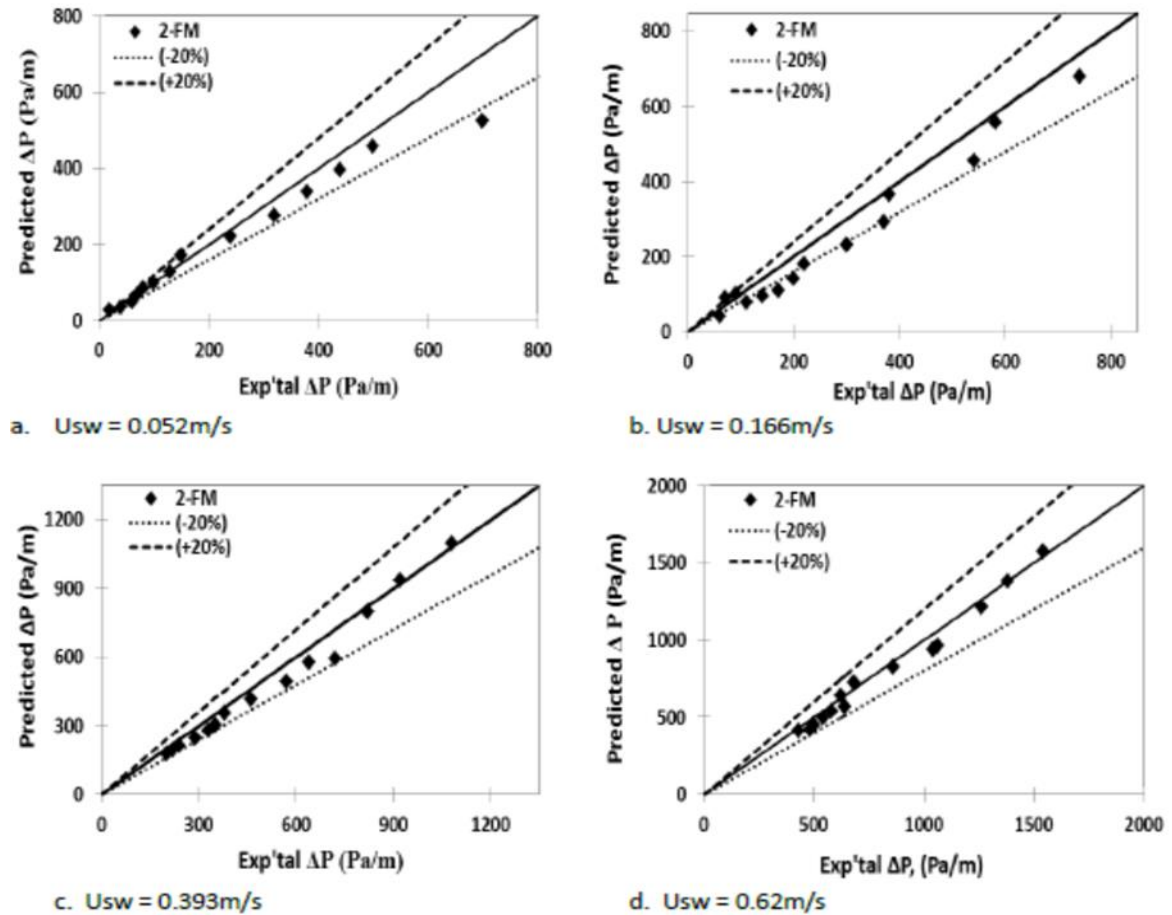 800
600
400
200
0
0 200 400 600 800
Predicted ΔP (Pa/m)
Exp'tal ΔP (Pa/m)
2-FM
(-20%)
(+20%)
a. Usw = 0.052m/s
800
600
400
200
0
0 200 400 600 800
Predicted ΔP (Pa/m)
Exp'tal ΔP (Pa/m)
2-FM
(-20%)
(+20%)
b. Usw = 0.166m/s
1200
900
600
300
0
0 300 600 900 1200
Predicted ΔP (Pa/m)
Exp'tal ΔP (Pa/m)
2-FM
(-20%)
(+20%)
c. Usw = 0.393m/s
2000
1500
1000
500
0
0 500 1000 1500 2000
Predicted Δ P (Pa/m)
Exp'tal ΔP, (Pa/m)
2-FM
(-20%)
(+20%)
d. Usw = 0.62m/s